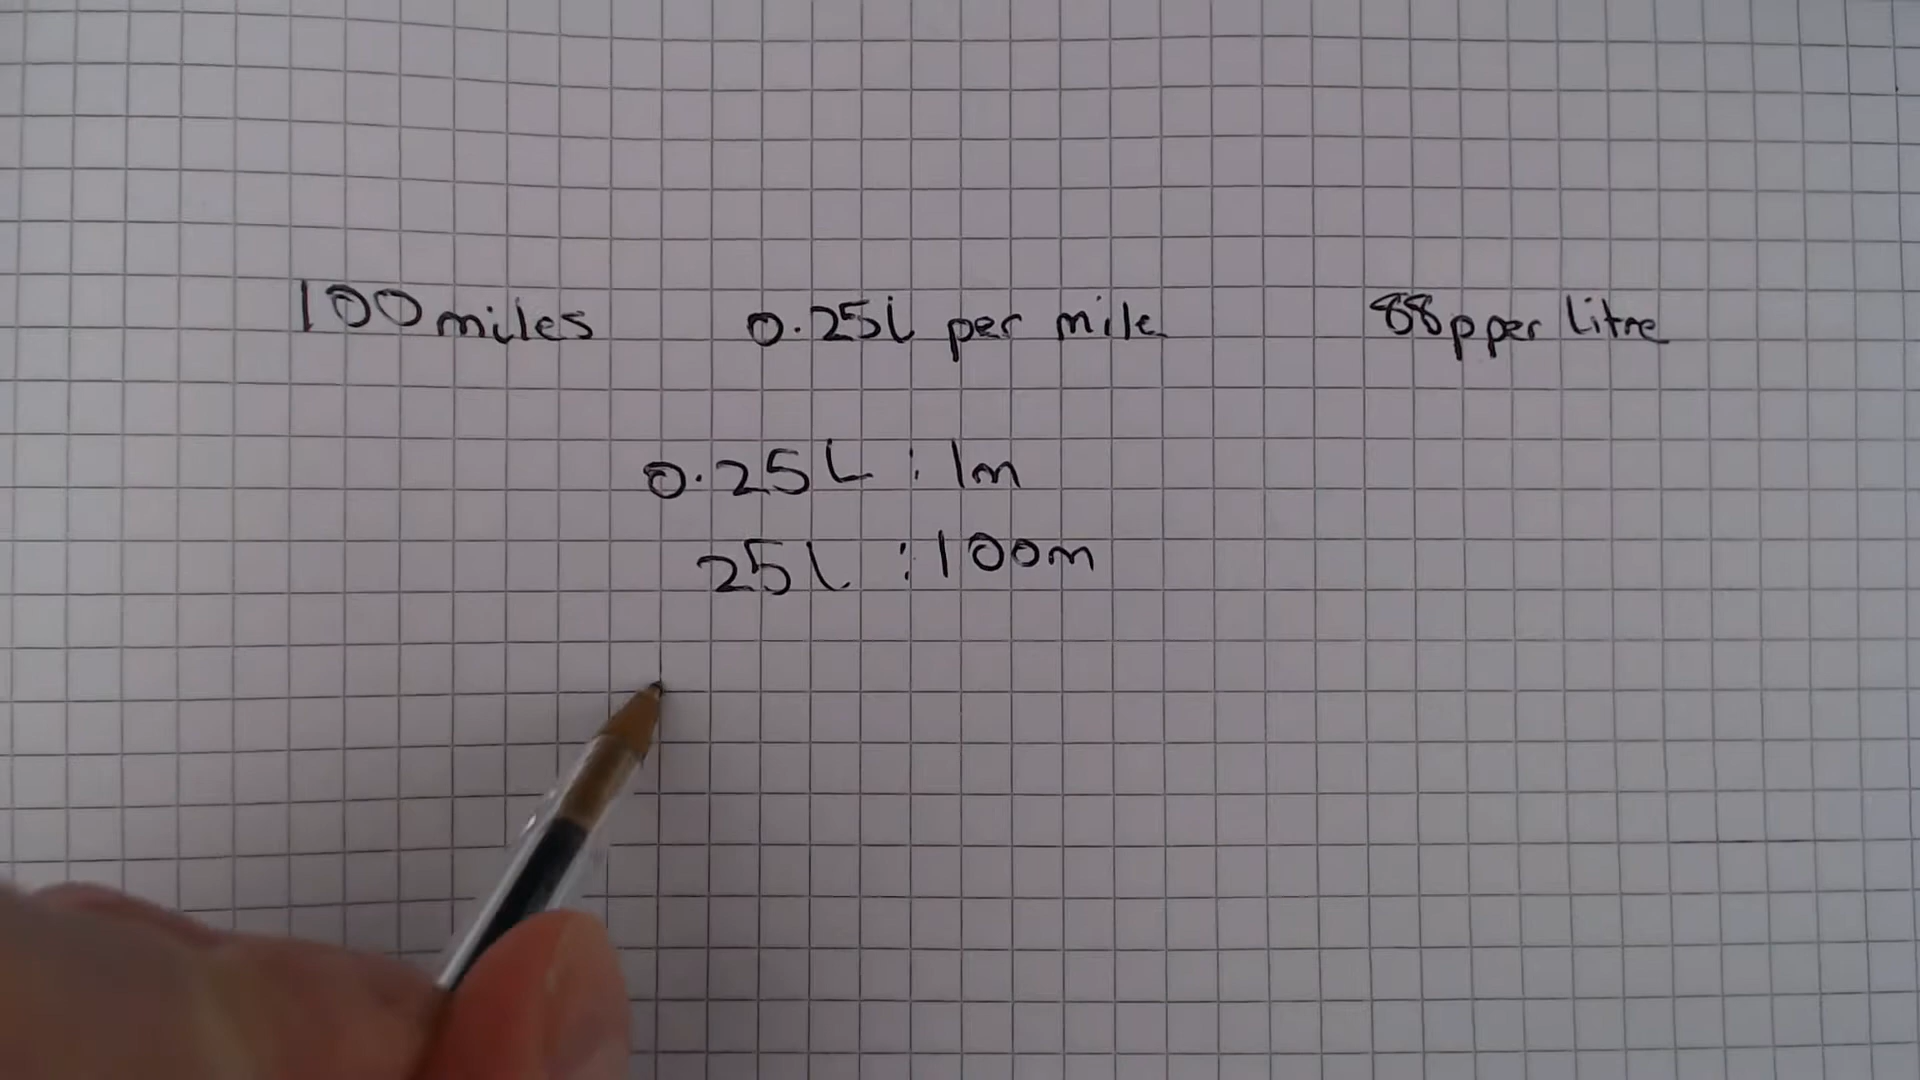 100 miles 0.25l per mile 88p per litre
0.25L : 1m
25l : 100m